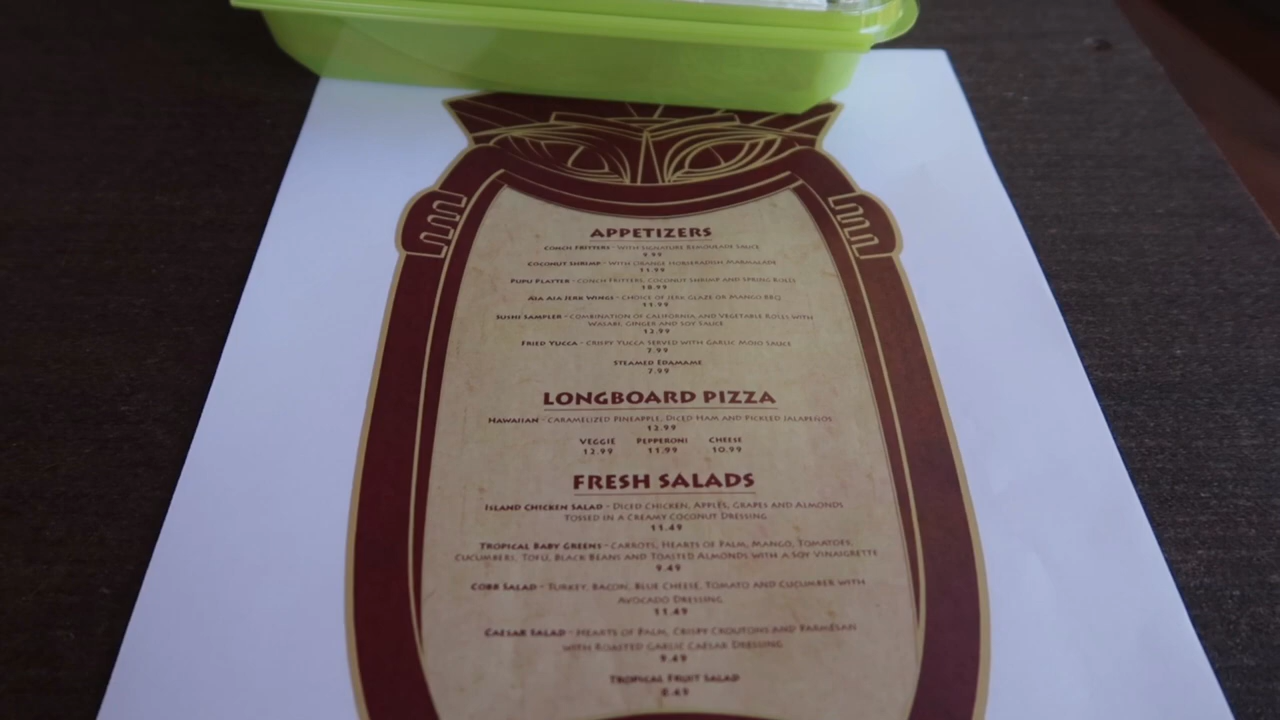 APPETIZERS
CONCH FRITTERS - WITH SIGNATURE REMOULADE SAUCE
9.99
COCONUT SHRIMP - WITH ORANGE HORSERADISH MARMALADE
11.99
PUPU PLATTER - CONCH FRITTERS, COCONUT SHRIMP AND SPRING ROLLS
18.99
AIA AIA JERK WINGS - CHOICE OF JERK GLAZE OR MANGO BBQ
11.99
SUSHI SAMPLER - COMBINATION OF CALIFORNIA AND VEGETABLE ROLLS WITH
WASABI, GINGER AND SOY SAUCE
12.99
FRIED YUCCA - CRISPY YUCCA SERVED WITH GARLIC MOJO SAUCE
7.99
STEAMED EDAMAME
7.99
LONGBOARD PIZZA
HAWAIIAN - CARAMELIZED PINEAPPLE, DICED HAM AND PICKLED JALAPEÑOS
12.99
VEGGIE PEPPERONI CHEESE
12.99 11.99 10.99
FRESH SALADS
ISLAND CHICKEN SALAD - DICED CHICKEN, APPLES, GRAPES AND ALMONDS
TOSSED IN A CREAMY COCONUT DRESSING
11.49
TROPICAL BABY GREENS - CARROTS, HEARTS OF PALM, MANGO, TOMATOES,
CUCUMBERS, TOFU, BLACK BEANS AND TOASTED ALMONDS WITH A SOY VINAIGRETTE
9.49
COBB SALAD - TURKEY, BACON, BLUE CHEESE, TOMATO AND CUCUMBER WITH
AVOCADO DRESSING
11.49
CAESAR SALAD - HEARTS OF PALM, CRISPY CROUTONS AND PARMESAN
WITH ROASTED GARLIC CAESAR DRESSING
9.49
TROPICAL FRUIT SALAD
8.49